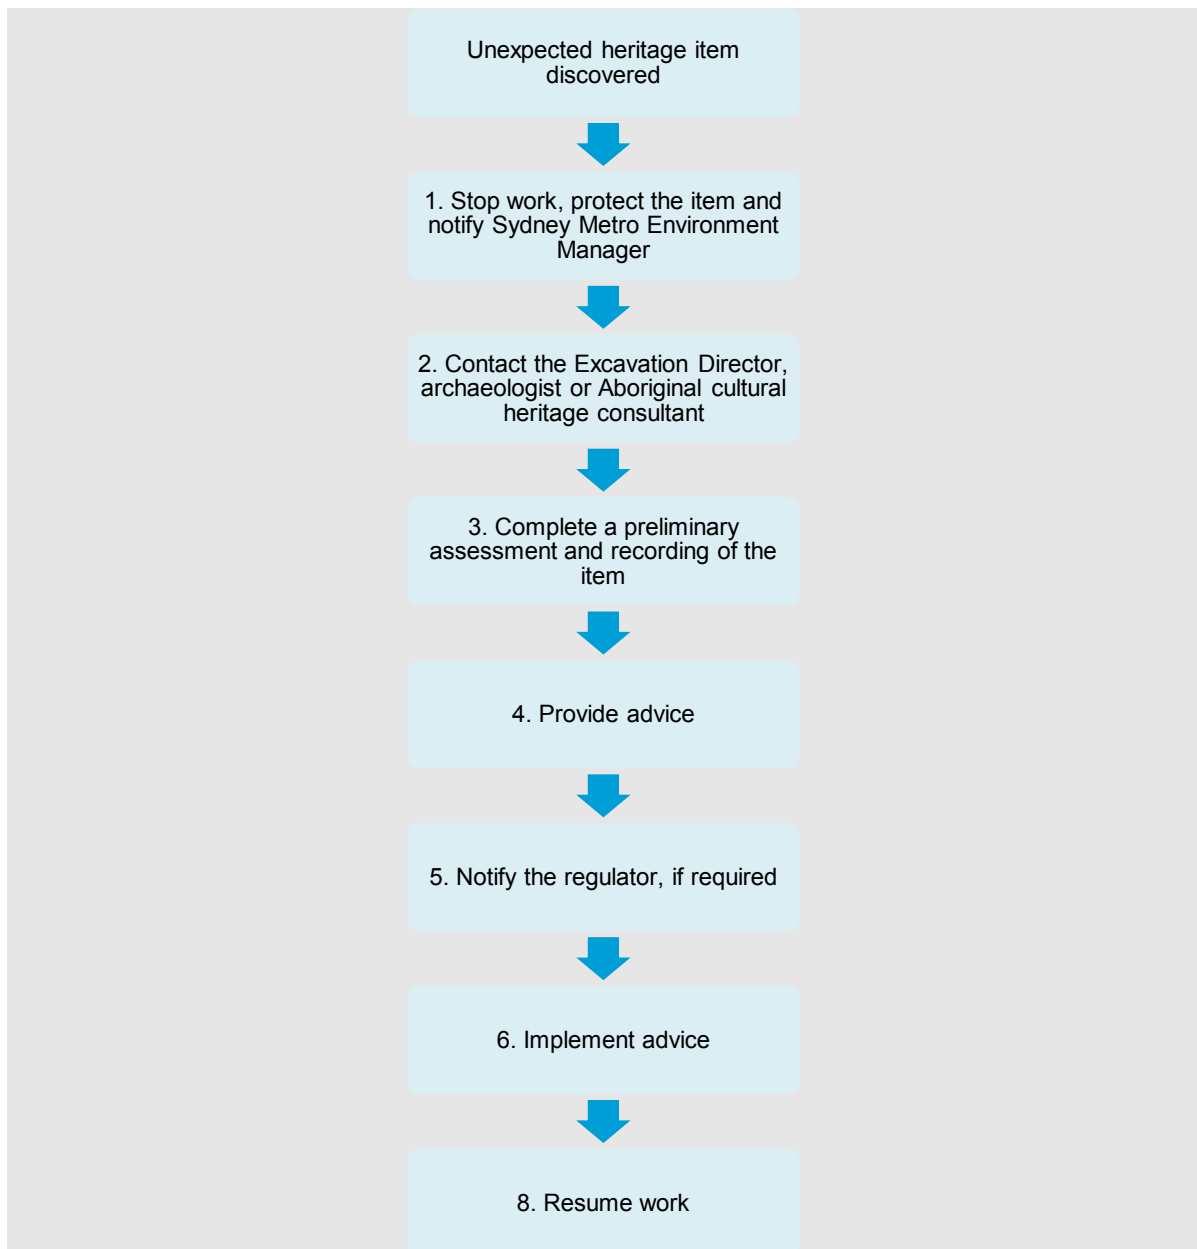 Unexpected heritage item
discovered
1. Stop work, protect the item and
notify Sydney Metro Environment
Manager
2. Contact the Excavation Director,
archaeologist or Aboriginal cultural
heritage consultant
3. Complete a preliminary
assessment and recording of the
item
4. Provide advice
5. Notify the regulator, if required
6. Implement advice
8. Resume work